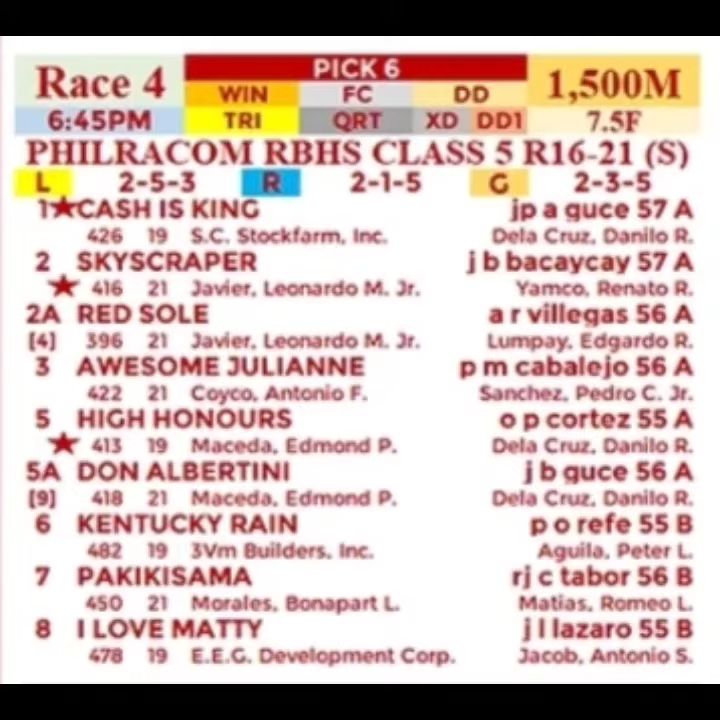 Race 4 PICK 6 1,500M
WIN FC DD
6:45PM TRI QRT XD DD1 7.5F
PHILRACOM RBHS CLASS 5 R16-21 (S)
L 2-5-3 R 2-1-5 G 2-3-5
1★CASH IS KING jp a guce 57 A
426 19 S.C. Stockfarm, Inc. Dela Cruz, Danilo R.
2 SKYSCRAPER j b bacaycay 57 A
★ 416 21 Javier, Leonardo M. Jr. Yamco, Renato R.
2A RED SOLE a r villegas 56 A
[4] 396 21 Javier, Leonardo M. Jr. Lumpay, Edgardo R.
3 AWESOME JULIANNE p m cabalejo 56 A
422 21 Coyco, Antonio F. Sanchez, Pedro C. Jr.
5 HIGH HONOURS o p cortez 55 A
★ 413 19 Maceda, Edmond P. Dela Cruz, Danilo R.
5A DON ALBERTINI j b guce 56 A
[9] 418 21 Maceda, Edmond P. Dela Cruz, Danilo R.
6 KENTUCKY RAIN p o refe 55 B
482 19 3Vm Builders, Inc. Aguila, Peter L.
7 PAKIKISAMA rj c tabor 56 B
450 21 Morales, Bonapart L. Matias, Romeo L.
8 I LOVE MATTY j l lazaro 55 B
478 19 E.E.G. Development Corp. Jacob, Antonio S.